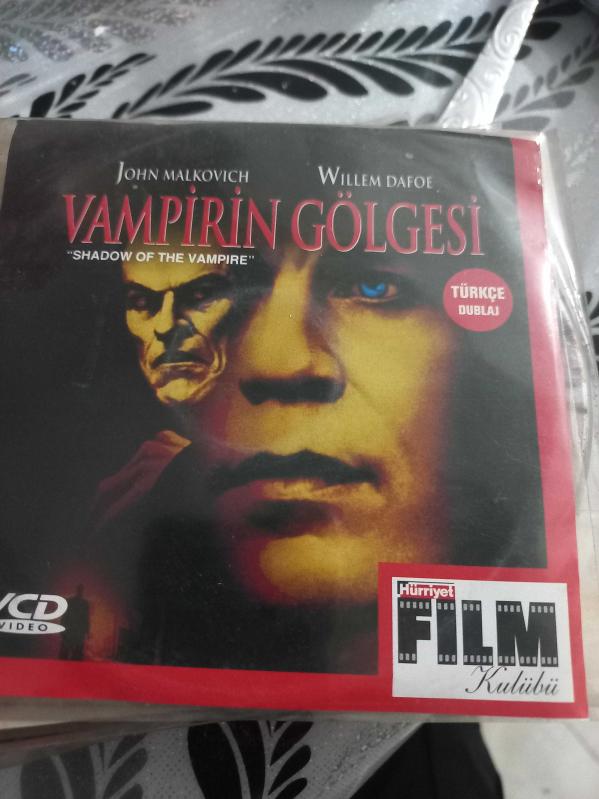 JOHN MALKOVICH WILLEM DAFOE
VAMPİRİN GÖLGESİ
"SHADOW OF THE VAMPIRE"
TÜRKÇE
DUBLAJ
VCD
VIDEO
Hürriyet
FILM
Kulübü